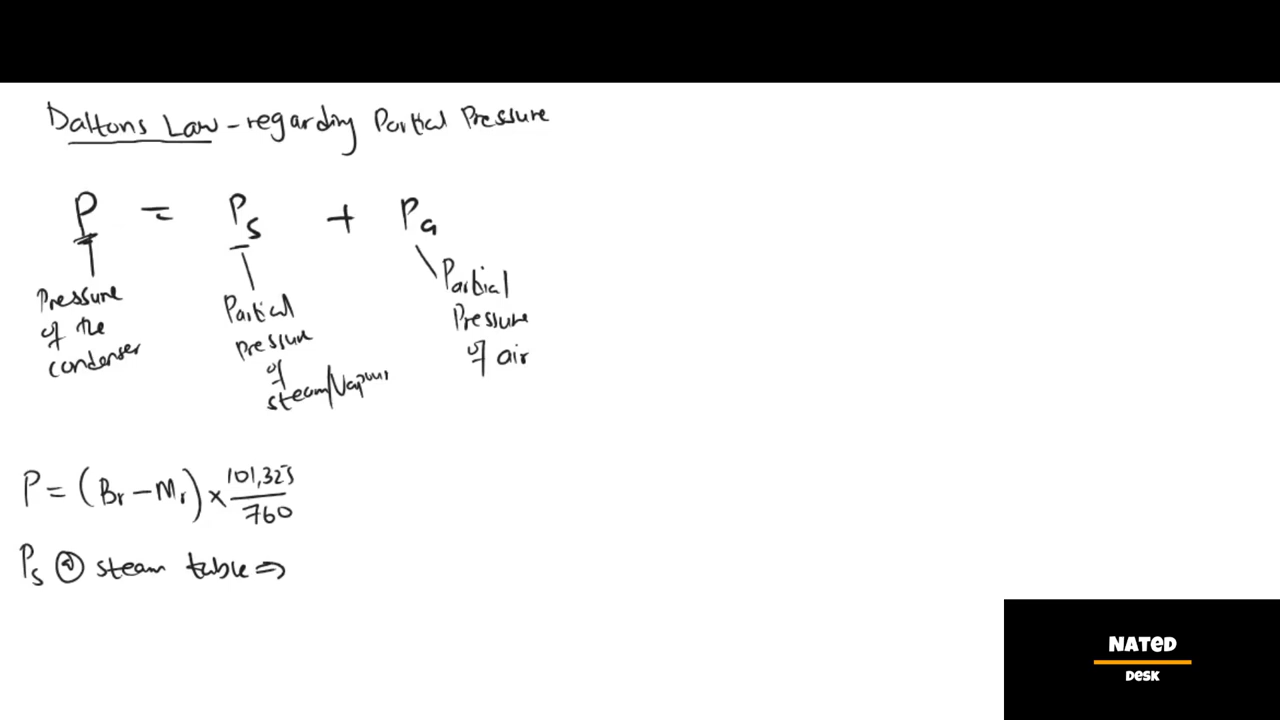 Daltons Law - regarding Partial Pressure
P = Ps + Pa
Pressure
of the
condenser
Partial
pressure
of
steam/Vapour
Partial
Pressure
of air
P = (Br - Mr) × 101,325/760
Ps @ steam table ⇒
NATED
DESK